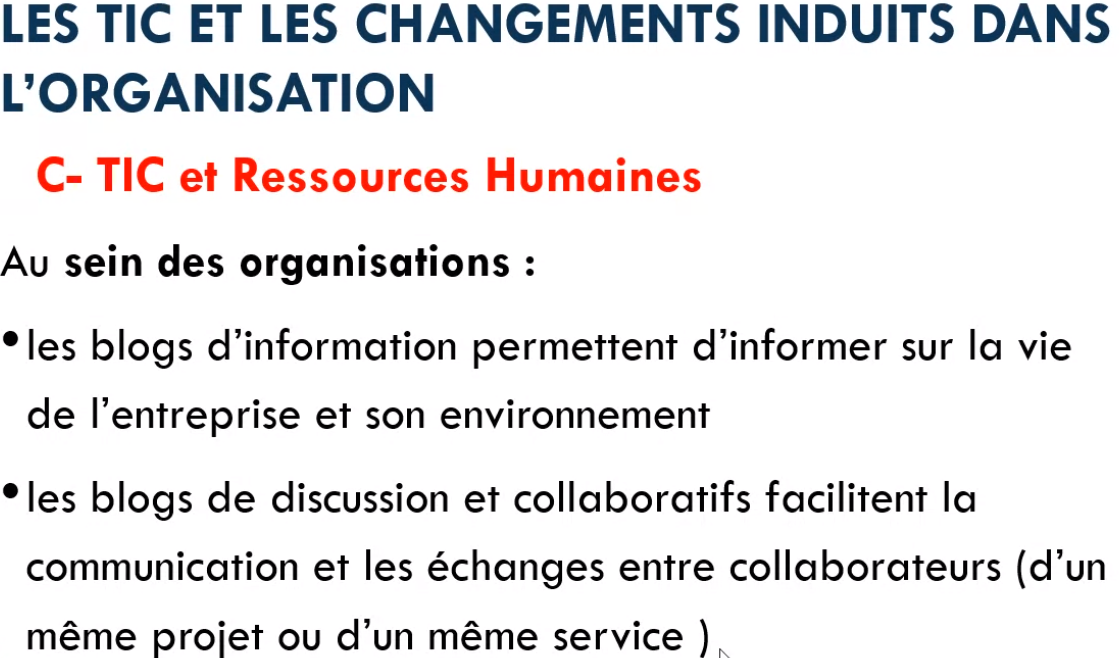 LES TIC ET LES CHANGEMENTS INDUITS DANS
L’ORGANISATION
C- TIC et Ressources Humaines
Au sein des organisations :
•les blogs d’information permettent d’informer sur la vie
de l’entreprise et son environnement
•les blogs de discussion et collaboratifs facilitent la
communication et les échanges entre collaborateurs (d’un
même projet ou d’un même service )